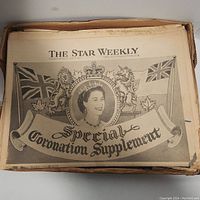 THE STAR WEEKLY
Special
Coronation Supplement